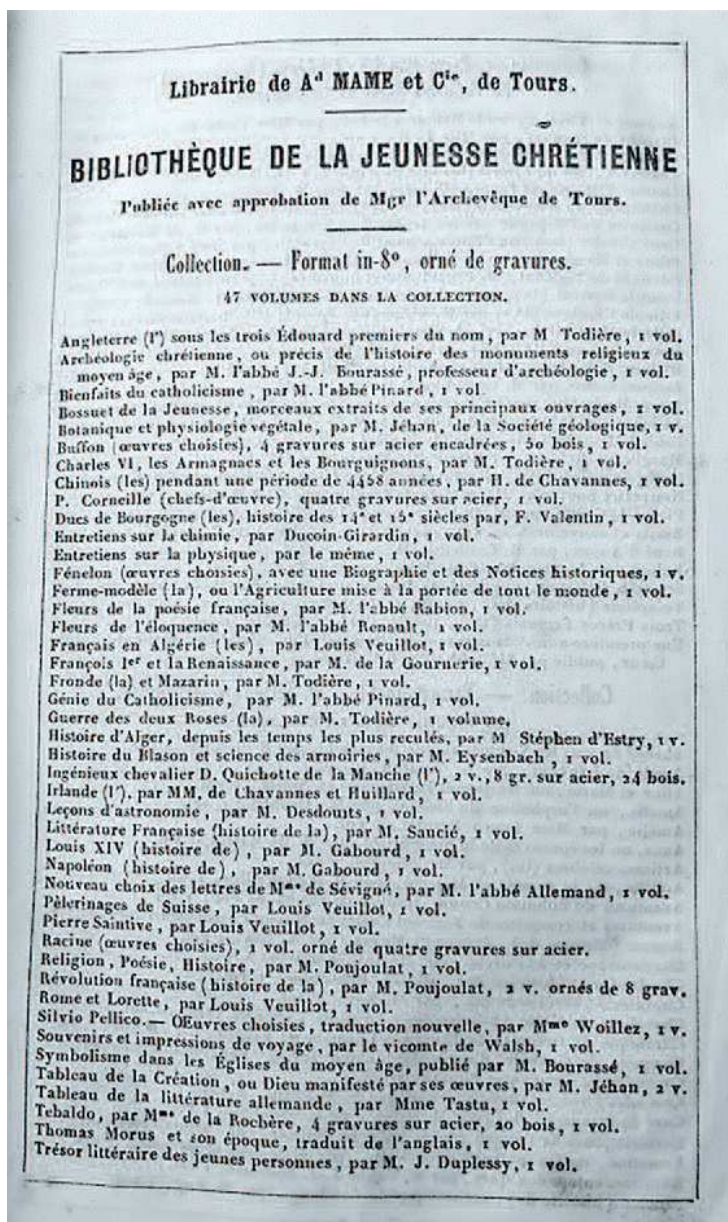 Librairie de Ad MAME et Cie, de Tours.
BIBLIOTHÈQUE DE LA JEUNESSE CHRÉTIENNE
Publiée avec approbation de Mgr l'Archevêque de Tours.
Collection. — Format in-8º, orné de gravures.
47 VOLUMES DANS LA COLLECTION.
Angleterre (l') sous les trois Édouard premiers du nom, par M Todière, 1 vol.
Archéologie chrétienne, ou précis de l'histoire des monuments religieux du
moyen âge, par M. l'abbé J.-J. Bourassé, professeur d'archéologie, 1 vol.
Bienfaits du catholicisme, par M. l'abbé Pinard, 1 vol
Bossuet de la Jeunesse, morceaux extraits de ses principaux ouvrages, 1 vol.
Botanique et physiologie végétale, par M. Jéhan, de la Société géologique, 1 v.
Buffon (œuvres choisies), 4 gravures sur acier encadrées, 50 bois, 1 vol.
Charles VI, les Armagnacs et les Bourguignons, par M. Todière, 1 vol.
Chinois (les) pendant une période de 4458 années, par H. de Chavannes, 1 vol.
P. Corneille (chefs-d'œuvre), quatre gravures sur acier, 1 vol.
Ducs de Bourgogne (les), histoire des 14e et 15e siècles par, F. Valentin, 1 vol.
Entretiens sur la chimie, par Ducoin-Girardin, 1 vol.
Entretiens sur la physique, par le même, 1 vol.
Fénelon (œuvres choisies), avec une Biographie et des Notices historiques, 1 v.
Ferme-modèle (la), ou l'Agriculture mise à la portée de tout le monde, 1 vol.
Fleurs de la poésie française, par M. l'abbé Rabion, 1 vol.
Fleurs de l'éloquence, par M. l'abbé Renault, 1 vol.
Français en Algérie (les), par Louis Veuillot, 1 vol.
François Ier et la Renaissance, par M. de la Gournerie, 1 vol.
Fronde (la) et Mazarin, par M. Todière, 1 vol.
Génie du Catholicisme, par M. l'abbé Pinard, 1 vol.
Guerre des deux Roses (la), par M. Todière, 1 volume.
Histoire d'Alger, depuis les temps les plus reculés, par M Stéphen d'Estry, 1 v.
Histoire du Blason et science des armoiries, par M. Eysenbach, 1 vol.
Ingénieux chevalier D. Quichotte de la Manche (l'), 2 v., 8 gr. sur acier, 24 bois.
Irlande (l'), par MM. de Chavannes et Huillard, 1 vol.
Leçons d'astronomie, par M. Desdouits, 1 vol.
Littérature Française (histoire de la), par M. Saucié, 1 vol.
Louis XIV (histoire de), par M. Gabourd, 1 vol.
Napoléon (histoire de), par M. Gabourd, 1 vol.
Nouveau choix des lettres de Mme de Sévigné, par M. l'abbé Allemand, 1 vol.
Pèlerinages de Suisse, par Louis Veuillot, 1 vol.
Pierre Saintive, par Louis Veuillot, 1 vol.
Racine (œuvres choisies), 1 vol. orné de quatre gravures sur acier.
Religion, Poésie, Histoire, par M. Poujoulat, 1 vol.
Révolution française (histoire de la), par M. Poujoulat, 2 v. ornés de 8 grav.
Rome et Lorette, par Louis Veuillot, 1 vol.
Silvio Pellico. — OEuvres choisies, traduction nouvelle, par Mme Woillez, 1 v.
Souvenirs et impressions de voyage, par le vicomte de Walsh, 1 vol.
Symbolisme dans les Églises du moyen âge, publié par M. Bourassé, 1 vol.
Tableau de la Création, ou Dieu manifesté par ses œuvres, par M. Jéhan, 2 v.
Tableau de la littérature allemande, par Mme Tastu, 1 vol.
Tebaldo, par Mme de la Rochère, 4 gravures sur acier, 20 bois, 1 vol.
Thomas Morus et son époque, traduit de l'anglais, 1 vol.
Trésor littéraire des jeunes personnes, par M. J. Duplessy, 1 vol.